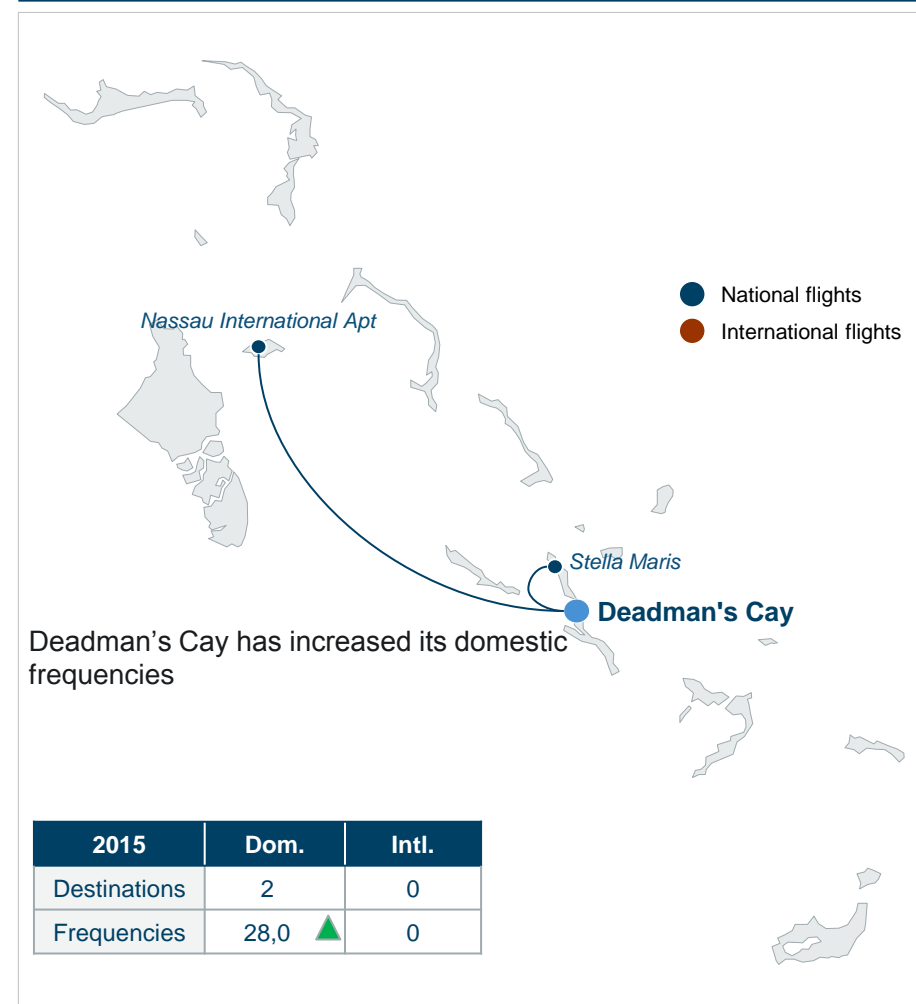 National flights
Nassau International Apt
International flights
Stella Maris
Deadman's Cay
Deadman’s Cay has increased its domestic
frequencies
2015 Dom. Intl.
Destinations 2 0
Frequencies 28,0 0